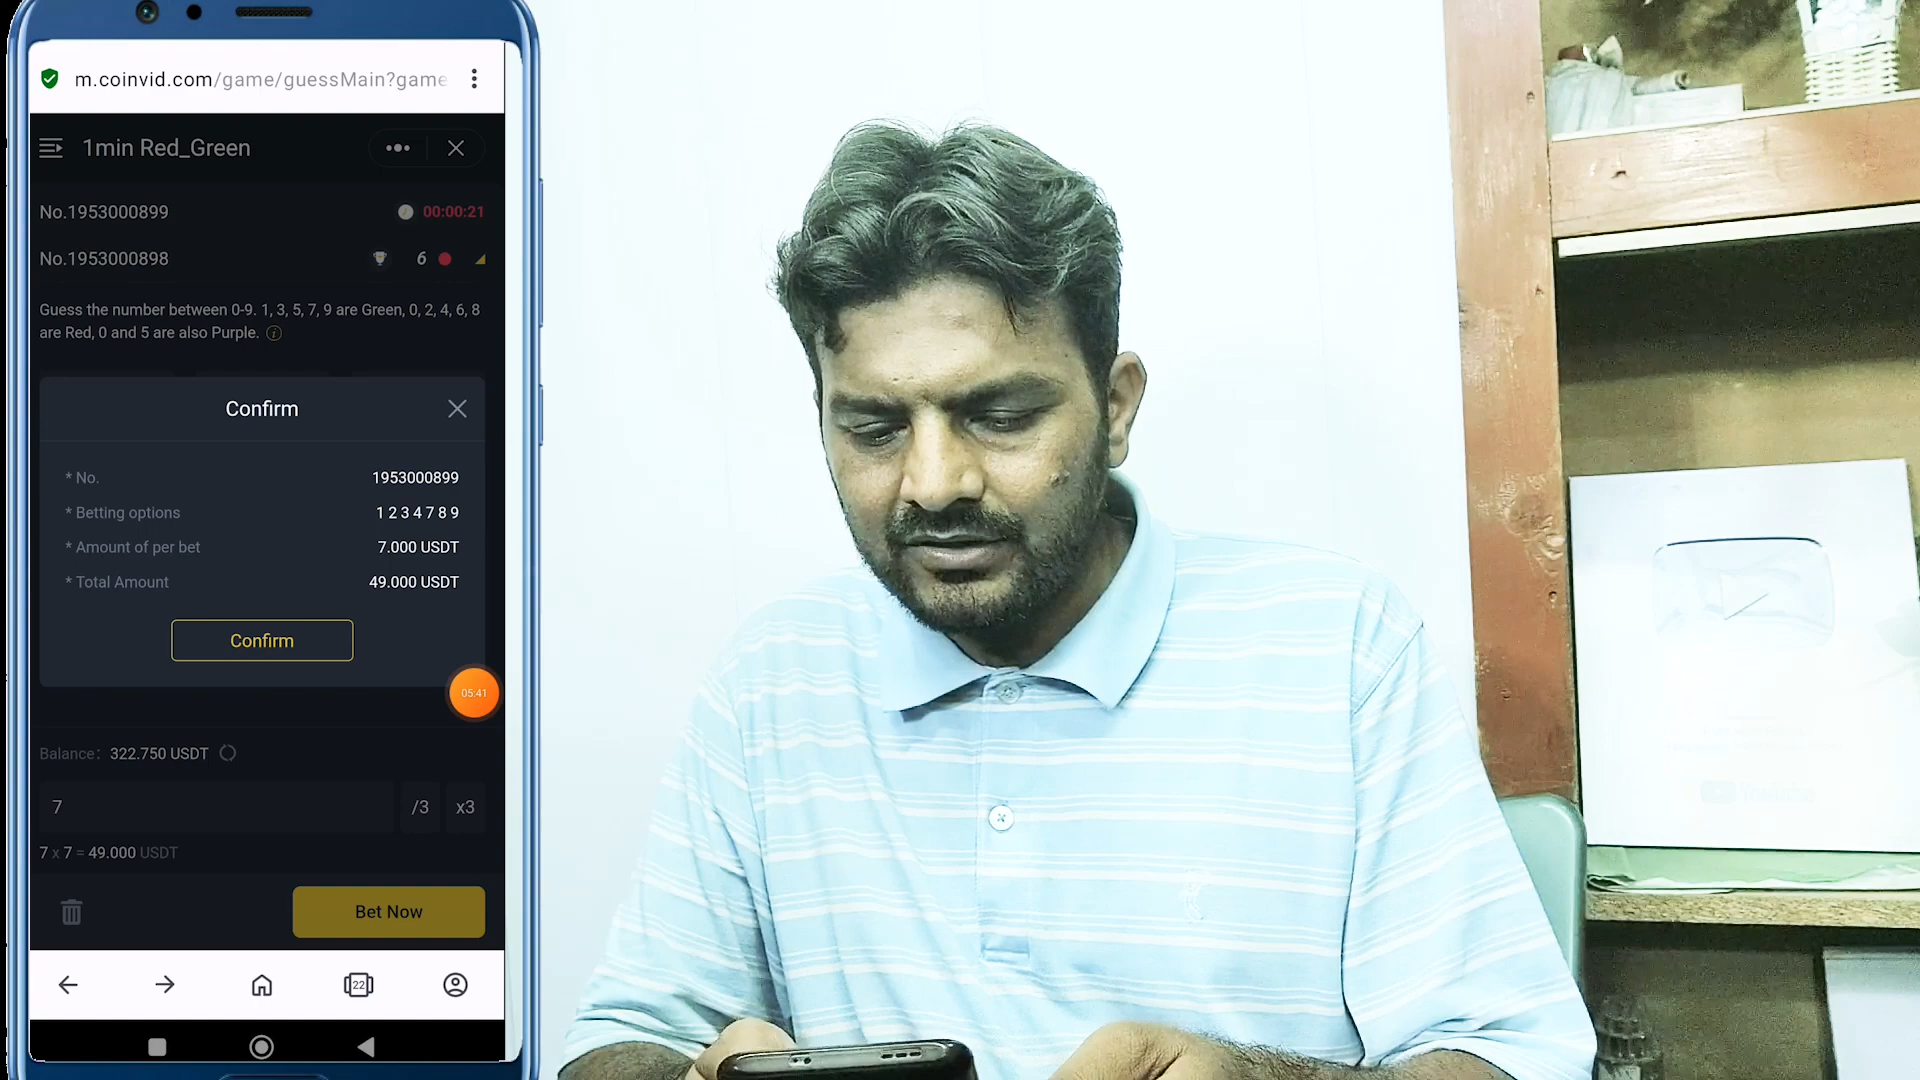 m.coinvid.com/game/guessMain?game
1min Red_Green
No.1953000899 00:00:21
No.1953000898 6
Guess the number between 0-9. 1, 3, 5, 7, 9 are Green, 0, 2, 4, 6, 8
are Red, 0 and 5 are also Purple.
Confirm
* No. 1953000899
* Betting options 1 2 3 4 7 8 9
* Amount of per bet 7.000 USDT
* Total Amount 49.000 USDT
Confirm
05:41
Balance: 322.750 USDT
7 /3 x3
7 x 7 = 49.000 USDT
Bet Now
22
YouTube